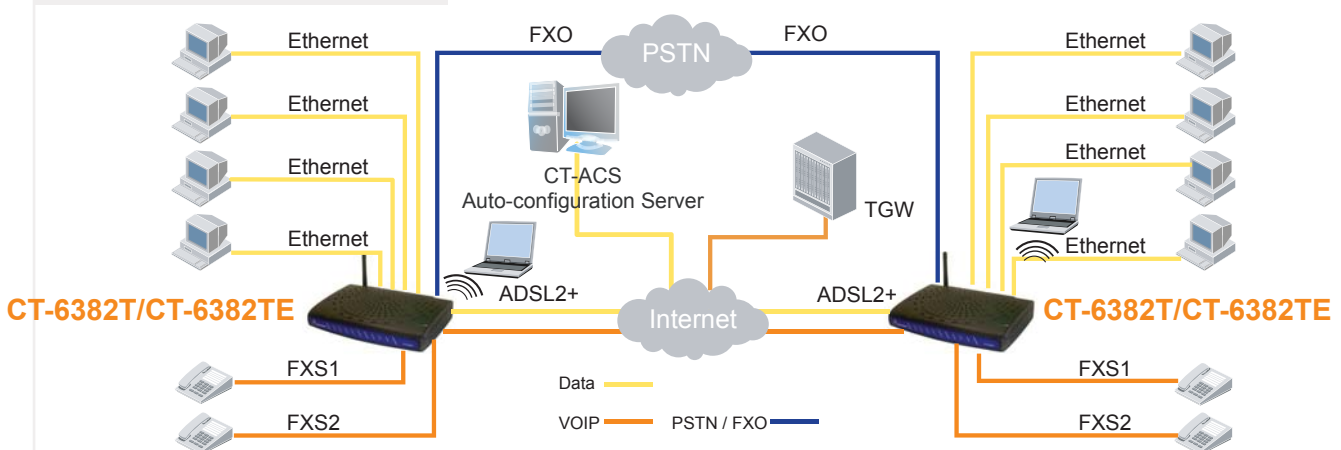 Ethernet
FXO
PSTN
FXO
Ethernet
Ethernet
Ethernet
Ethernet
Ethernet
CT-ACS
Auto-configuration Server
TGW
Ethernet
Ethernet
ADSL2+
ADSL2+
CT-6382T/CT-6382TE
Internet
CT-6382T/CT-6382TE
FXS1
FXS1
Data
FXS2
VOIP
PSTN / FXO
FXS2